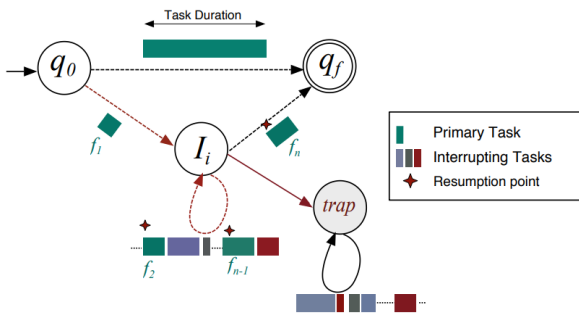 Task Duration
q0
qf
f1
Ii
fn
trap
f2
fn-1
Primary Task
Interrupting Tasks
Resumption point